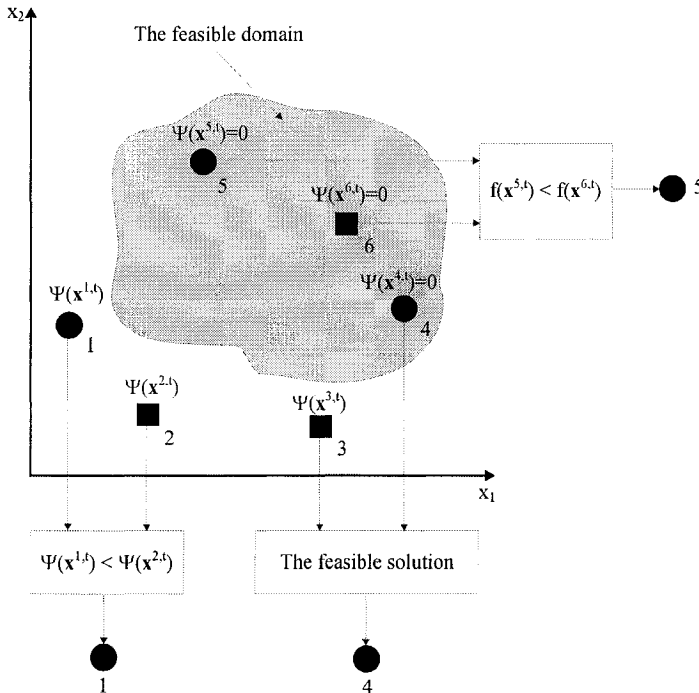 x₂
The feasible domain
Ψ(x⁵,ᵗ)=0
5
Ψ(x⁶,ᵗ)=0
6
f(x⁵,ᵗ) < f(x⁶,ᵗ)
5
Ψ(x⁴,ᵗ)=0
4
Ψ(x¹,ᵗ)
1
Ψ(x²,ᵗ)
2
Ψ(x³,ᵗ)
3
x₁
Ψ(x¹,ᵗ) < Ψ(x²,ᵗ)
The feasible solution
1
4